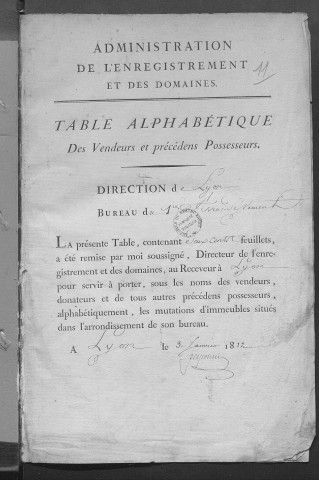 11
ADMINISTRATION
DE L'ENREGISTREMENT
ET DES DOMAINES.
TABLE ALPHABÉTIQUE
Des Vendeurs et précédens Possesseurs.
DIRECTION de Lyon
BUREAU de
LA présente Table, contenant deux cents feuillets,
a été remise par moi soussigné, Directeur de l'enre-
gistrement et des domaines, au Receveur à Lyon
pour servir à porter, sous les noms des vendeurs,
donateurs et de tous autres précédens possesseurs,
alphabétiquement, les mutations d'immeubles situés
dans l'arrondissement de son bureau.
A Lyon le 3 Janvier 1812